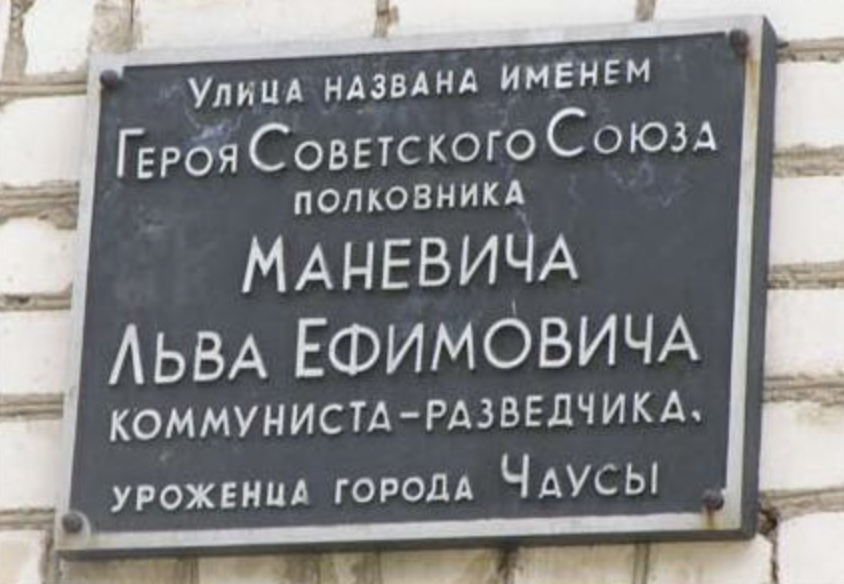 Улица названа именем
Героя Советского Союза
полковника
Маневича
Льва Ефимовича
коммуниста-разведчика,
уроженца города Чаусы